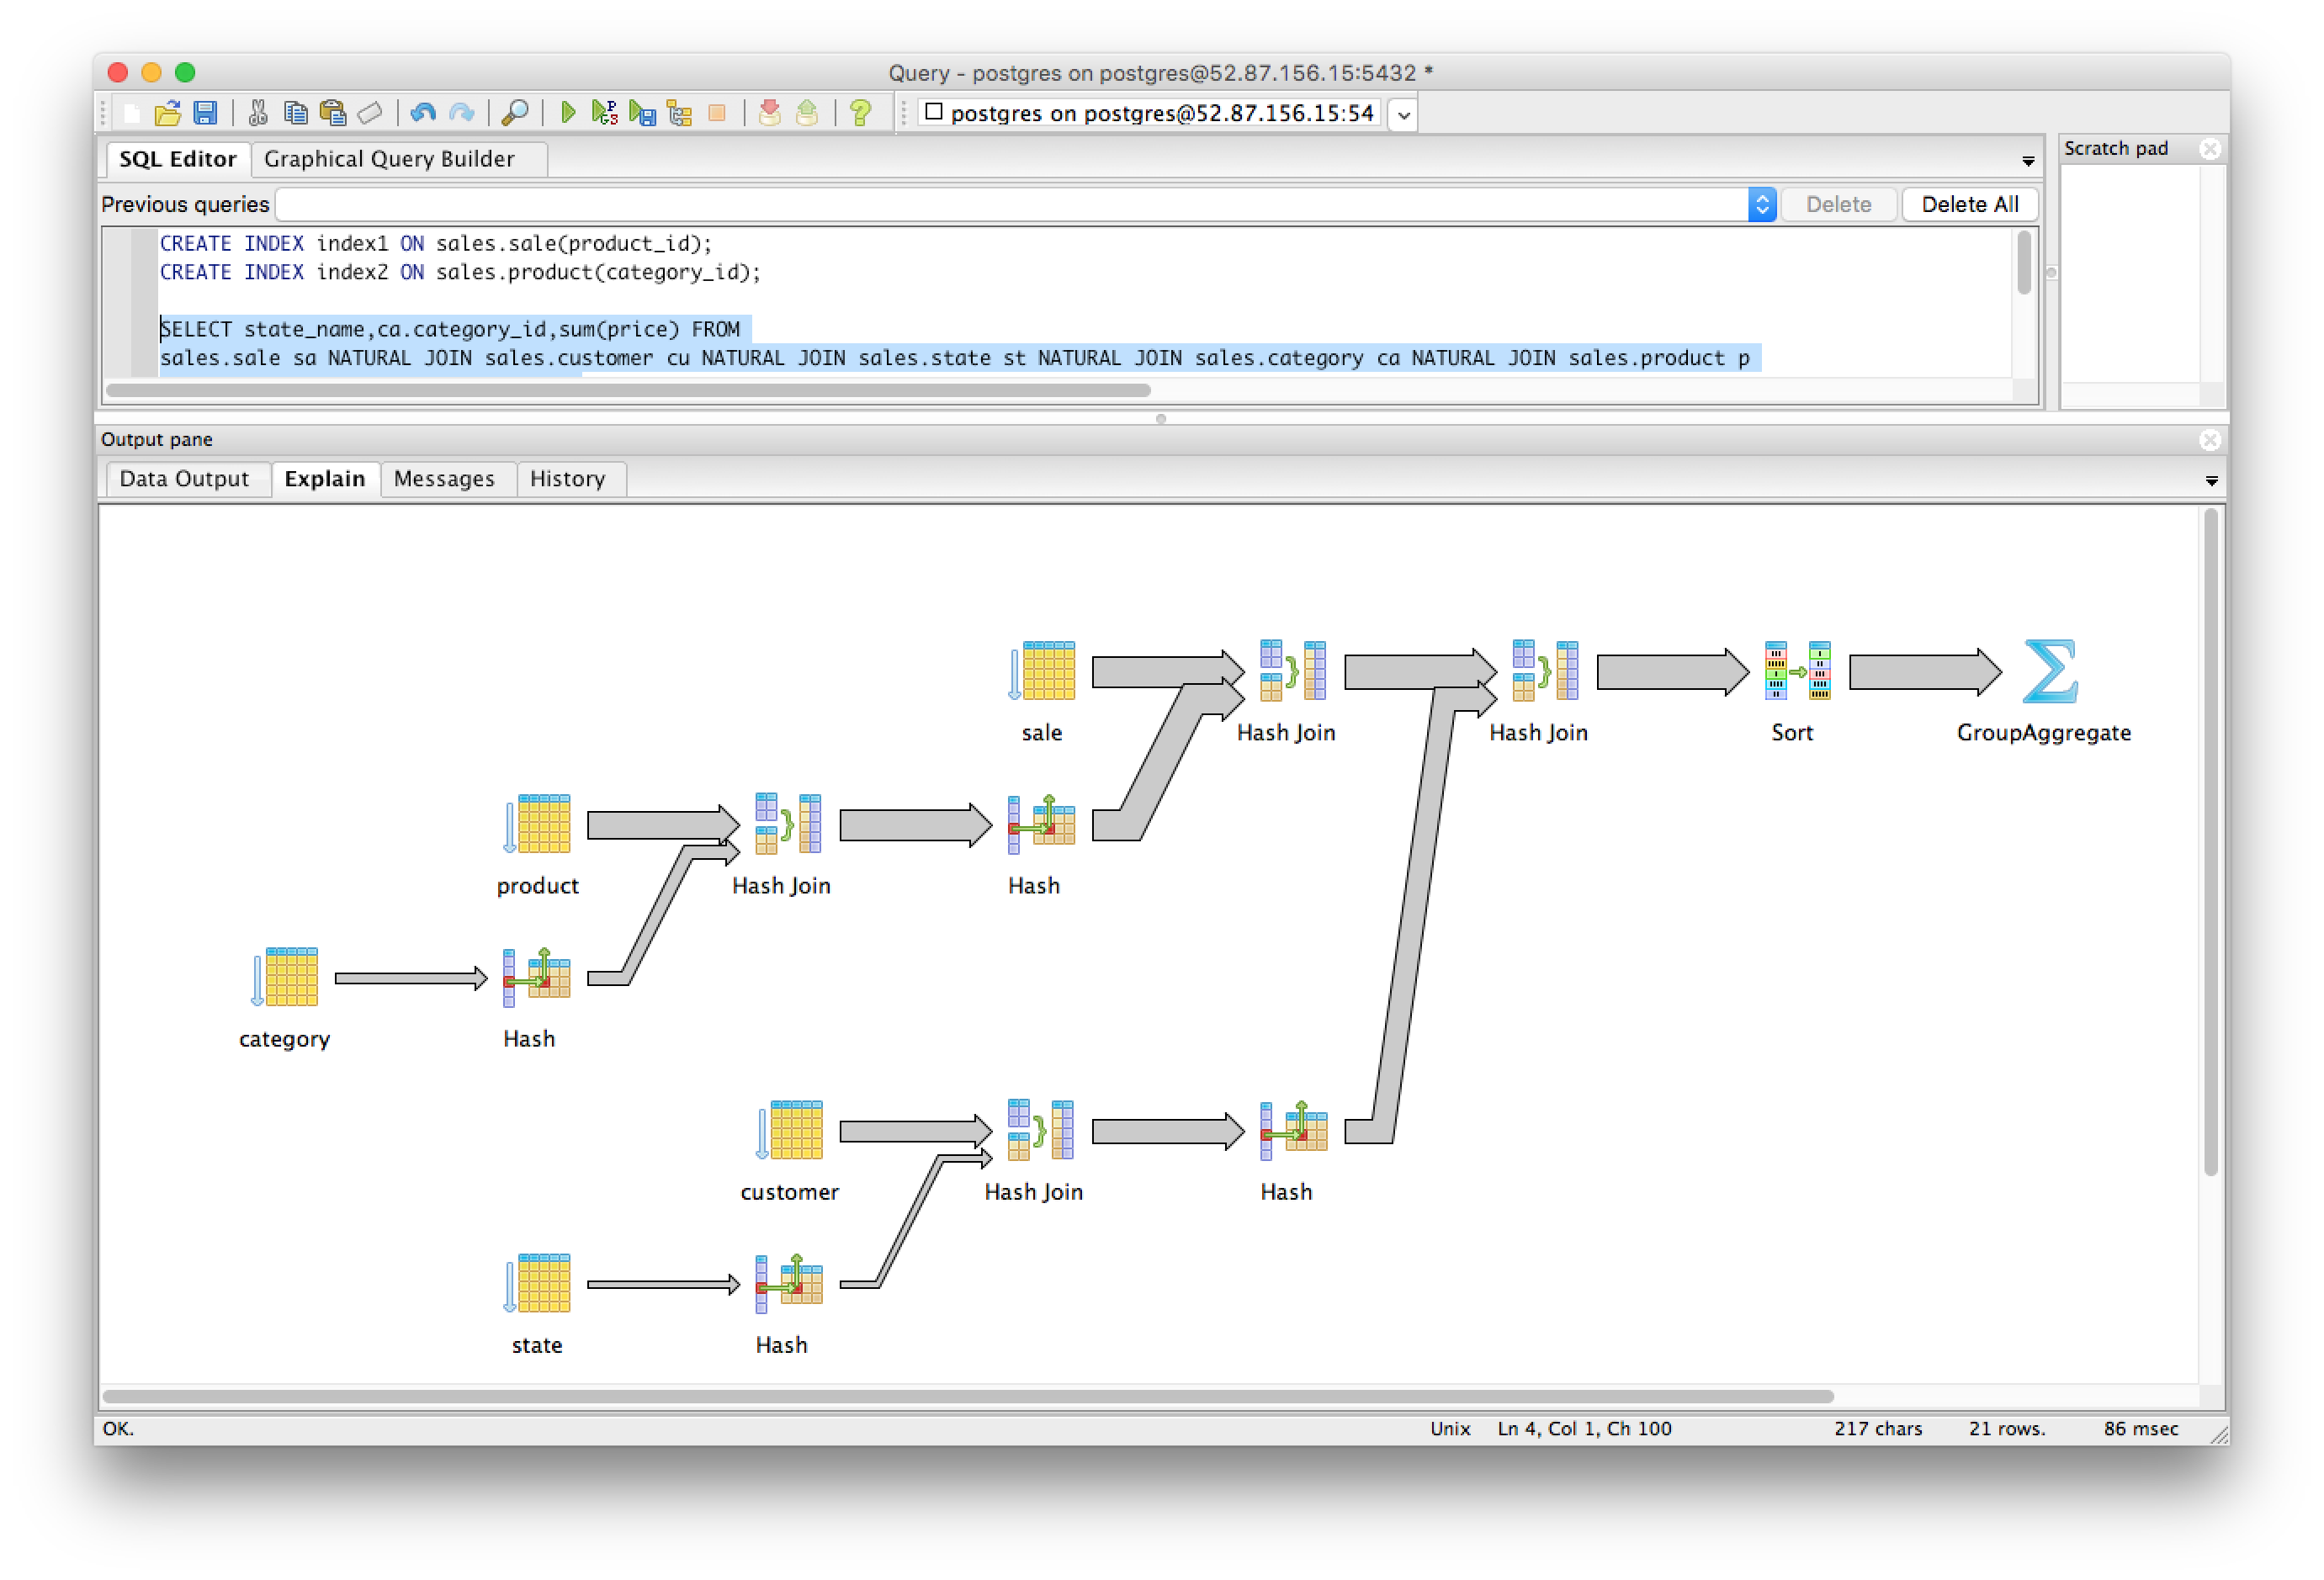 Query - postgres on postgres@52.87.156.15:5432 *
postgres on postgres@52.87.156.15:54
SQL Editor Graphical Query Builder
Scratch pad
Previous queries Delete Delete All
CREATE INDEX index1 ON sales.sale(product_id);
CREATE INDEX index2 ON sales.product(category_id);
SELECT state_name,ca.category_id,sum(price) FROM
sales.sale sa NATURAL JOIN sales.customer cu NATURAL JOIN sales.state st NATURAL JOIN sales.category ca NATURAL JOIN sales.product p
Output pane
Data Output Explain Messages History
sale Hash Join Hash Join Sort GroupAggregate
product Hash Join Hash
category Hash
customer Hash Join Hash
state Hash
OK. Unix Ln 4, Col 1, Ch 100 217 chars 21 rows. 86 msec